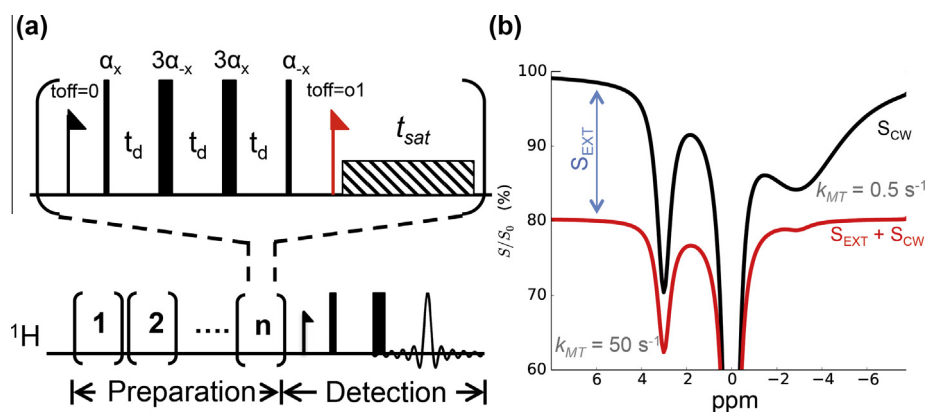 (a)
αx 3α-x 3αx α-x
toff=0 toff=o1
td td td tsat
1H 1 2 .... n
Preparation Detection
(b)
100
90
80
70
60
S/S0 (%)
SEXT
SCW
kMT = 0.5 s-1
SEXT + SCW
kMT = 50 s-1
6 4 2 0 -2 -4 -6
ppm